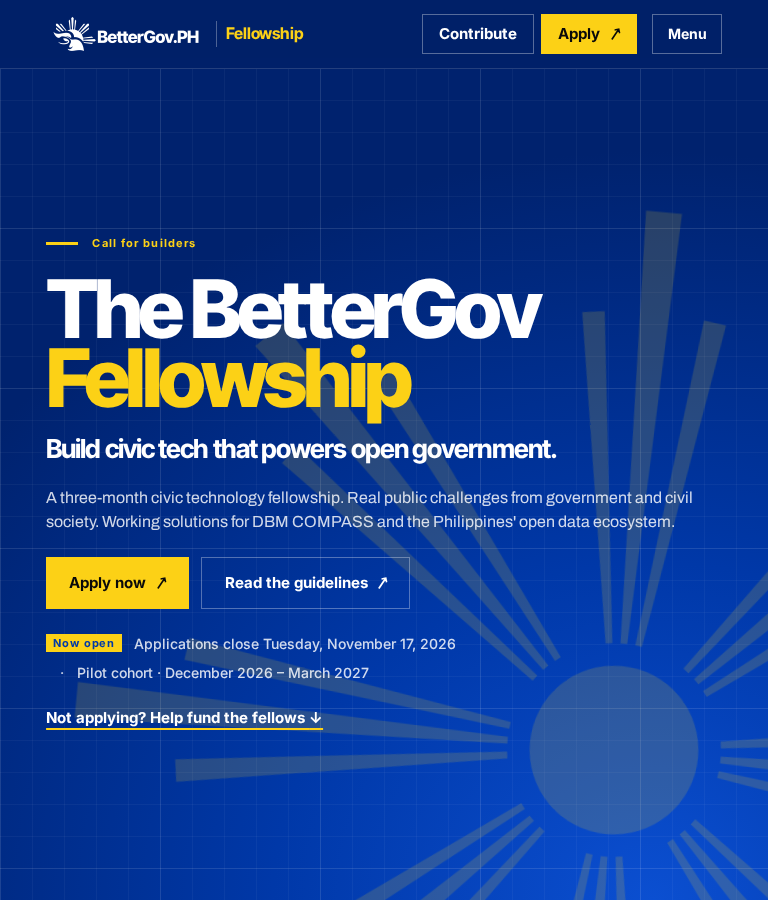 BetterGov.PH
Fellowship
Contribute
Apply ↗
Menu
Call for builders
The BetterGov
Fellowship
Build civic tech that powers open government.
A three-month civic technology fellowship. Real public challenges from government and civil
society. Working solutions for DBM COMPASS and the Philippines' open data ecosystem.
Apply now ↗
Read the guidelines ↗
Now open Applications close Tuesday, November 17, 2026
· Pilot cohort · December 2026 – March 2027
Not applying? Help fund the fellows ↓